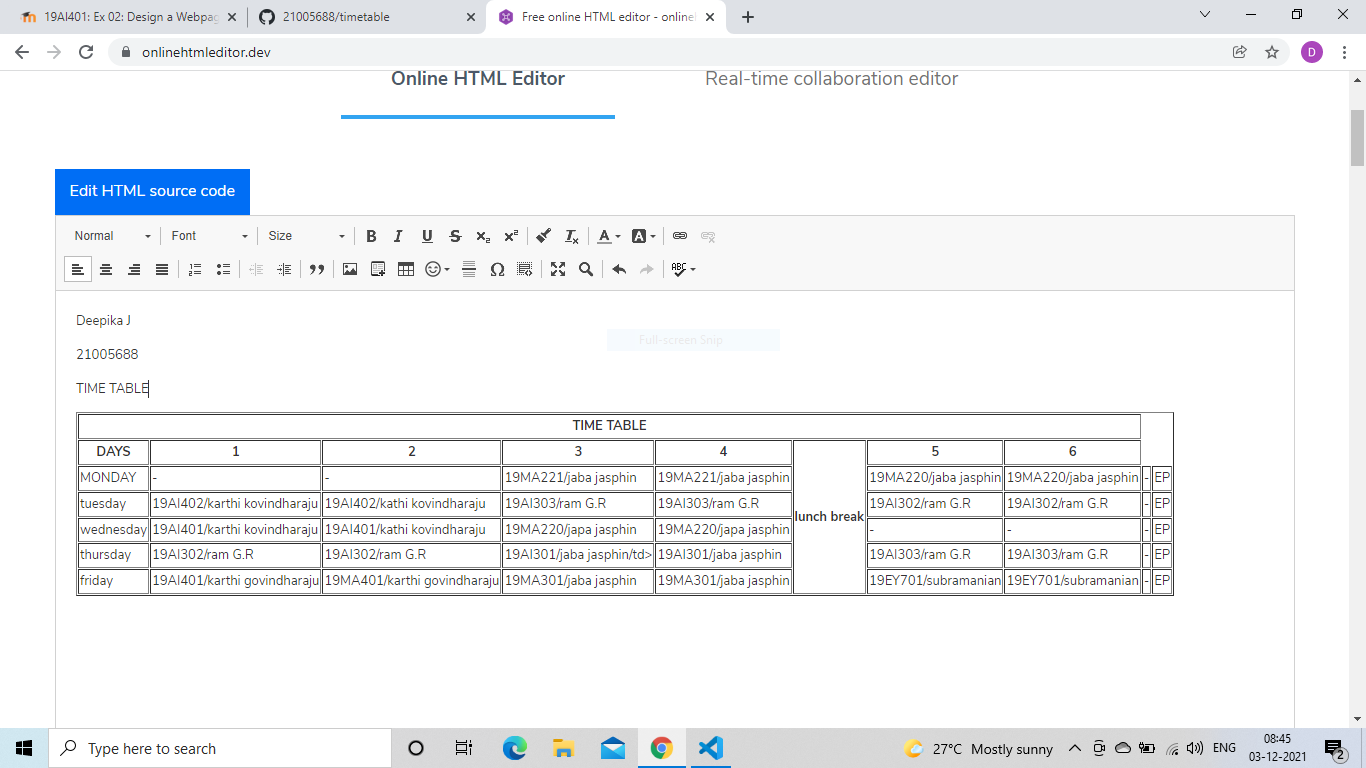 19AI401: Ex 02: Design a Webpag
21005688/timetable
Free online HTML editor - onlinel
onlinehtmleditor.dev
D
Online HTML Editor
Real-time collaboration editor
Edit HTML source code
Normal Font Size
Deepika J
Full-screen Snip
21005688
TIME TABLE
TIME TABLE
DAYS 1 2 3 4 lunch break 5 6
MONDAY - - 19MA221/jaba jasphin 19MA221/jaba jasphin 19MA220/jaba jasphin 19MA220/jaba jasphin - EP
tuesday 19AI402/karthi kovindharaju 19AI402/kathi kovindharaju 19AI303/ram G.R 19AI303/ram G.R 19AI302/ram G.R 19AI302/ram G.R - EP
wednesday 19AI401/karthi kovindharaju 19AI401/kathi kovindharaju 19MA220/japa jasphin 19MA220/japa jasphin - - - EP
thursday 19AI302/ram G.R 19AI302/ram G.R 19AI301/jaba jasphin/td> 19AI301/jaba jasphin 19AI303/ram G.R 19AI303/ram G.R - EP
friday 19AI401/karthi govindharaju 19MA401/karthi govindharaju 19MA301/jaba jasphin 19MA301/jaba jasphin 19EY701/subramanian 19EY701/subramanian - EP
Type here to search
27°C Mostly sunny
ENG
08:45
03-12-2021
2